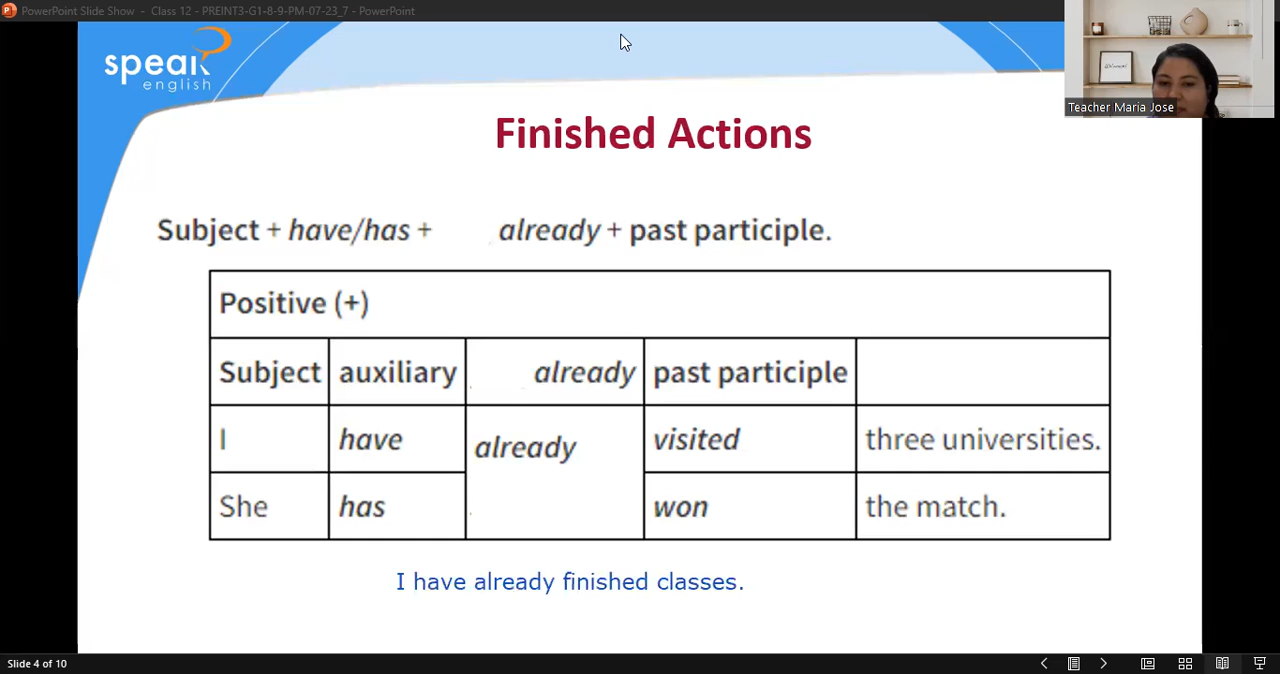 PowerPoint Slide Show - Class 12 - PREINT3-G1-8-9-PM-07-23_7 - PowerPoint
speak
english
Teacher Maria Jose
Finished Actions
Subject + have/has + already + past participle.
Positive (+)
Subject auxiliary already past participle
I have already visited three universities.
She has won the match.
I have already finished classes.
Slide 4 of 10